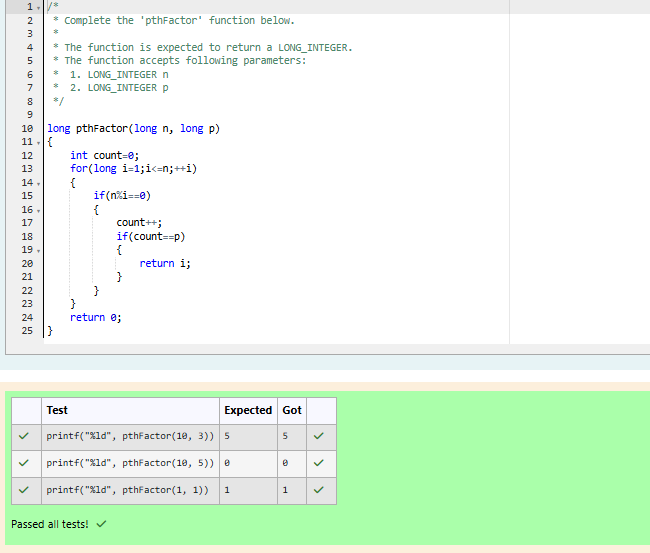 1 /*
2  * Complete the 'pthFactor' function below.
3  *
4  * The function is expected to return a LONG_INTEGER.
5  * The function accepts following parameters:
6  *  1. LONG_INTEGER n
7  *  2. LONG_INTEGER p
8  */
9
10 long pthFactor(long n, long p)
11 {
12     int count=0;
13     for(long i=1;i<=n;++i)
14     {
15         if(n%i==0)
16         {
17             count++;
18             if(count==p)
19             {
20                 return i;
21             }
22         }
23     }
24     return 0;
25 }
Test Expected Got
✓ printf("%ld", pthFactor(10, 3)) 5 5 ✓
✓ printf("%ld", pthFactor(10, 5)) 0 0 ✓
✓ printf("%ld", pthFactor(1, 1)) 1 1 ✓
Passed all tests! ✓